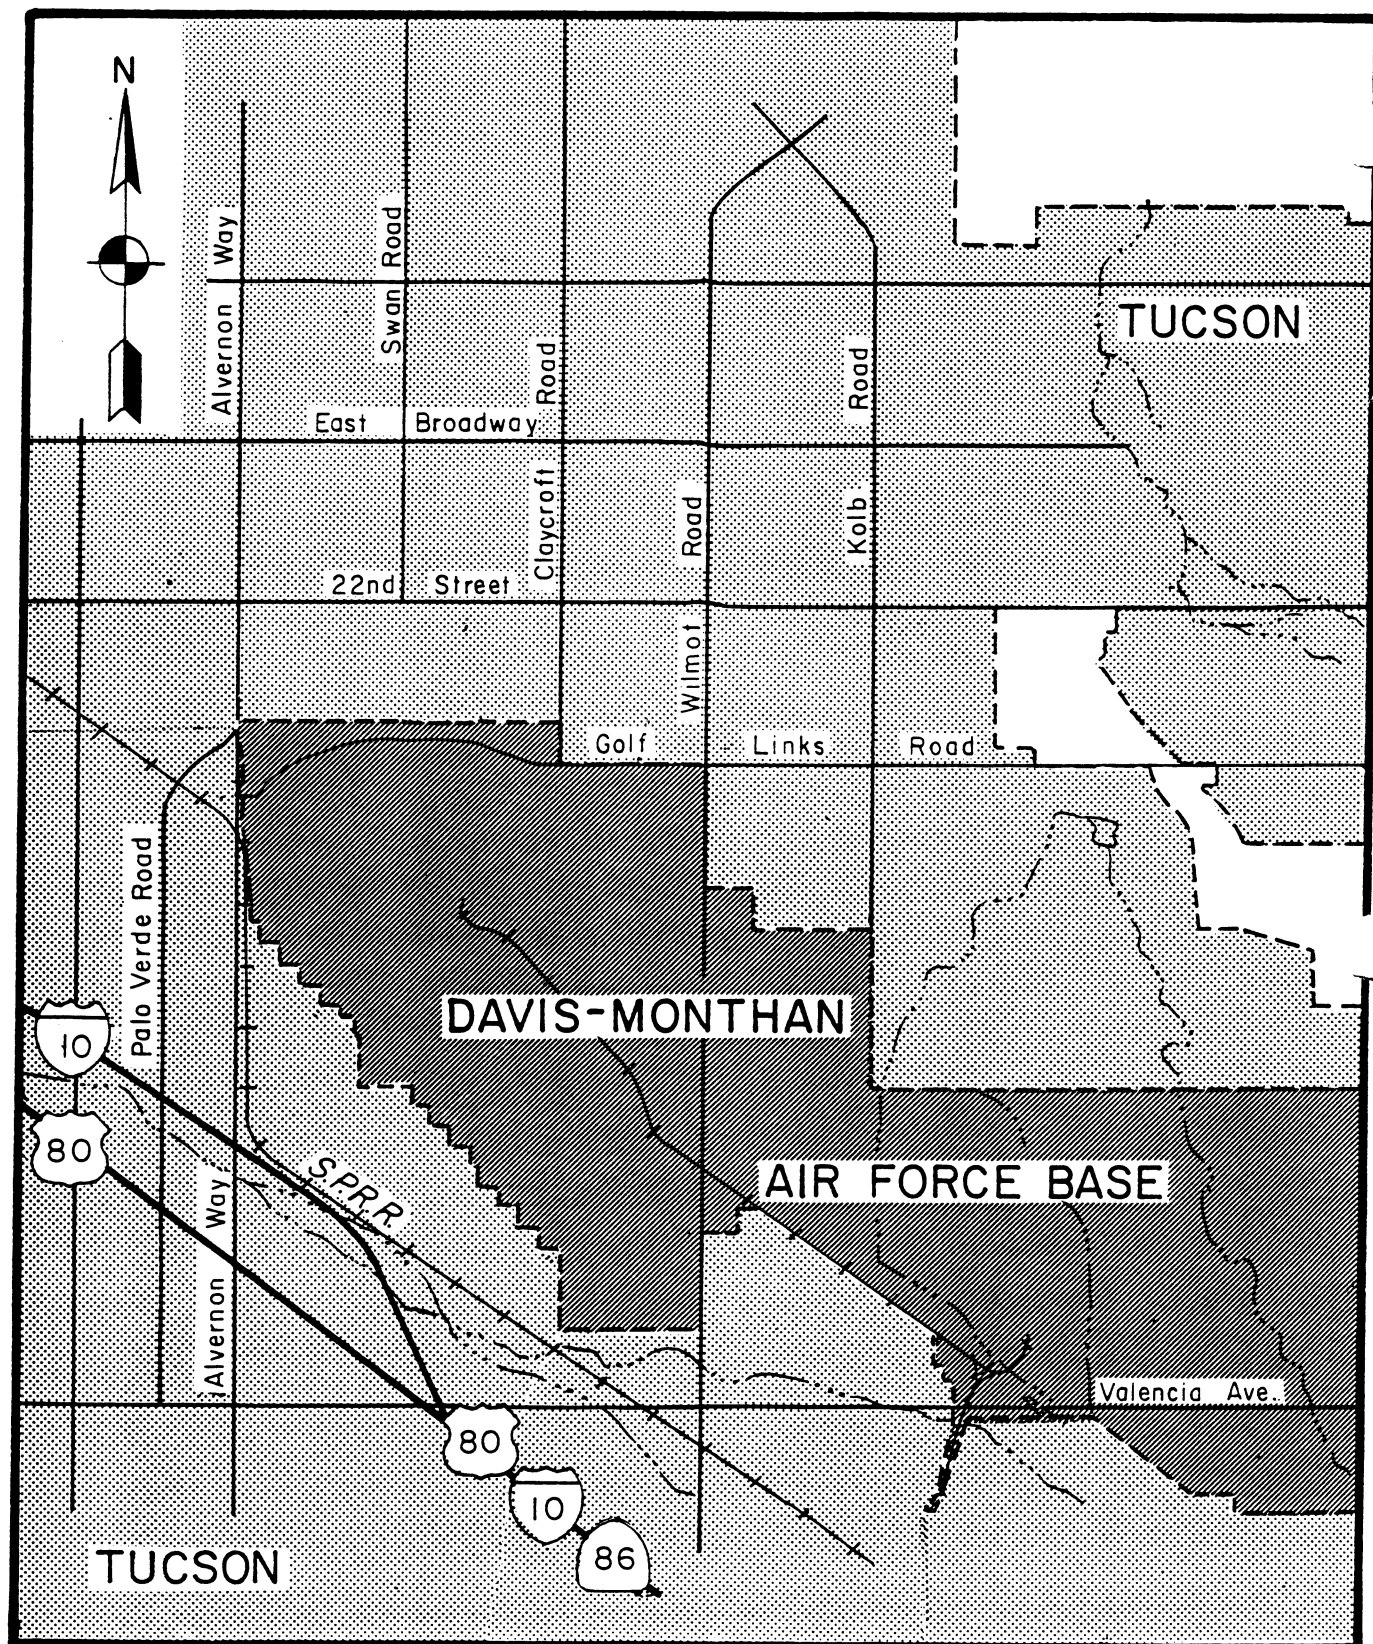 N
Alvernon Way
Swan Road
TUCSON
East Broadway
Claycroft Road
Kolb Road
22nd Street
Wilmot Road
Golf Links Road
Palo Verde Road
DAVIS-MONTHAN
10
80
S.P.R.R.
AIR FORCE BASE
Alvernon Way
Valencia Ave.
80
10
86
TUCSON